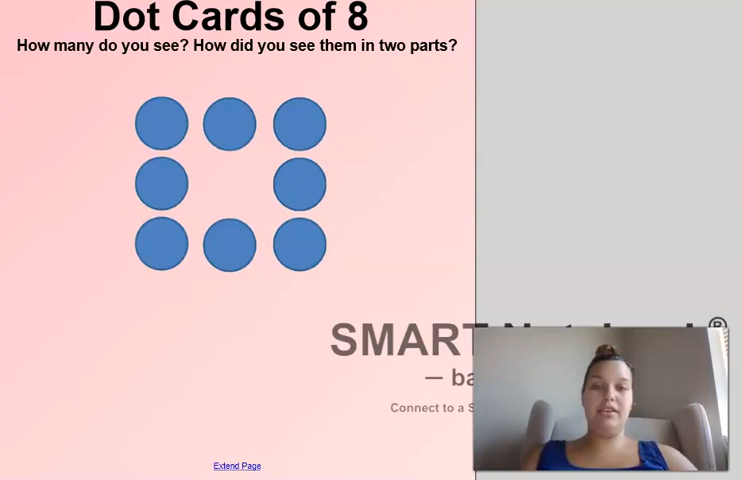 Dot Cards of 8
How many do you see? How did you see them in two parts?
SMART
— ba
Connect to a S
Extend Page